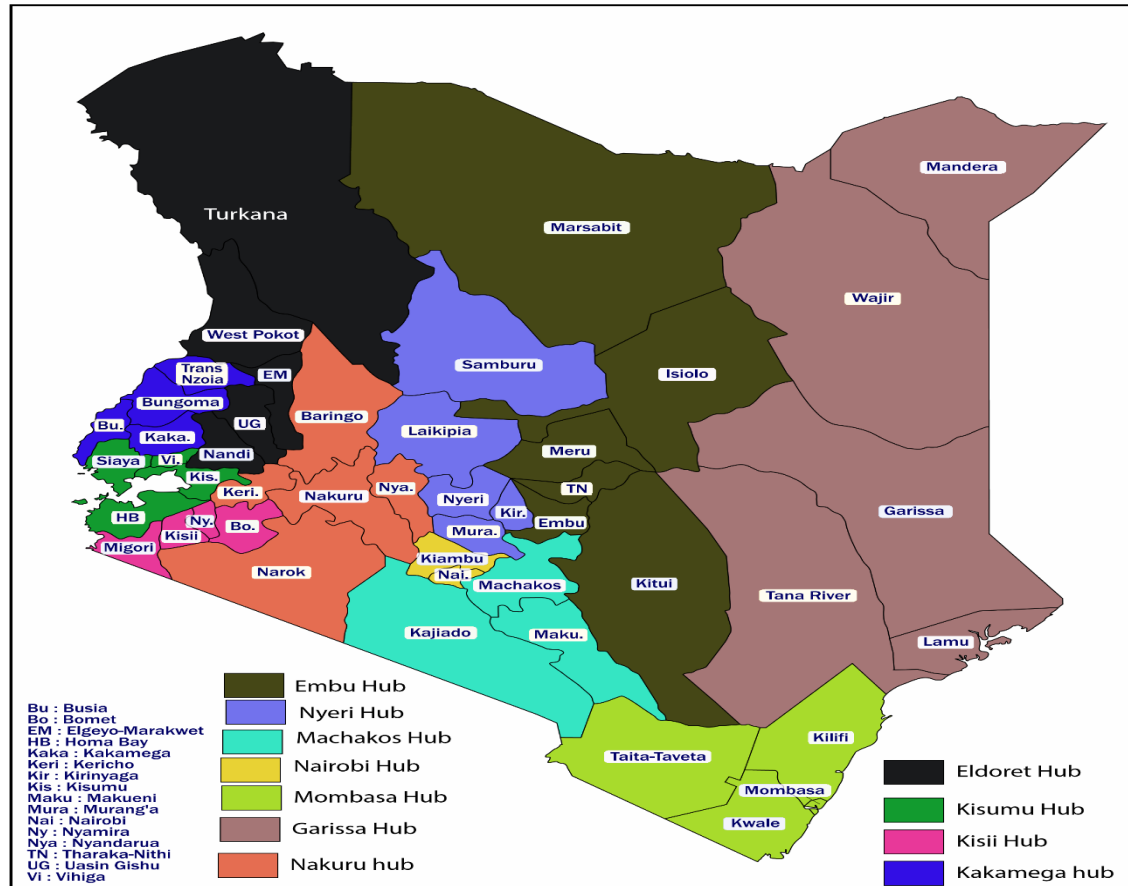 Mandera
Turkana
Marsabit
Wajir
West Pokot
Samburu
Isiolo
Trans
Nzoia
EM
Bungoma
Baringo
UG
Bu.
Kaka.
Laikipia
Meru
Siaya
Vi.
Nandi
Kis.
TN
Keri.
Nakuru
Nya.
Nyeri
Kir.
Garissa
HB
Ny.
Bo.
Kisii
Mura.
Embu
Migori
Kiambu
Narok
Nai.
Machakos
Kitui
Tana River
Kajiado
Maku.
Lamu
Kilifi
Taita-Taveta
Mombasa
Kwale
Bu : Busia
Bo : Bomet
EM : Elgeyo-Marakwet
HB : Homa Bay
Kaka : Kakamega
Keri : Kericho
Kir : Kirinyaga
Kis : Kisumu
Maku : Makueni
Mura : Murang'a
Nai : Nairobi
Ny : Nyamira
Nya : Nyandarua
TN : Tharaka-Nithi
UG : Uasin Gishu
Vi : Vihiga
Embu Hub
Nyeri Hub
Machakos Hub
Nairobi Hub
Mombasa Hub
Garissa Hub
Nakuru hub
Eldoret Hub
Kisumu Hub
Kisii Hub
Kakamega hub